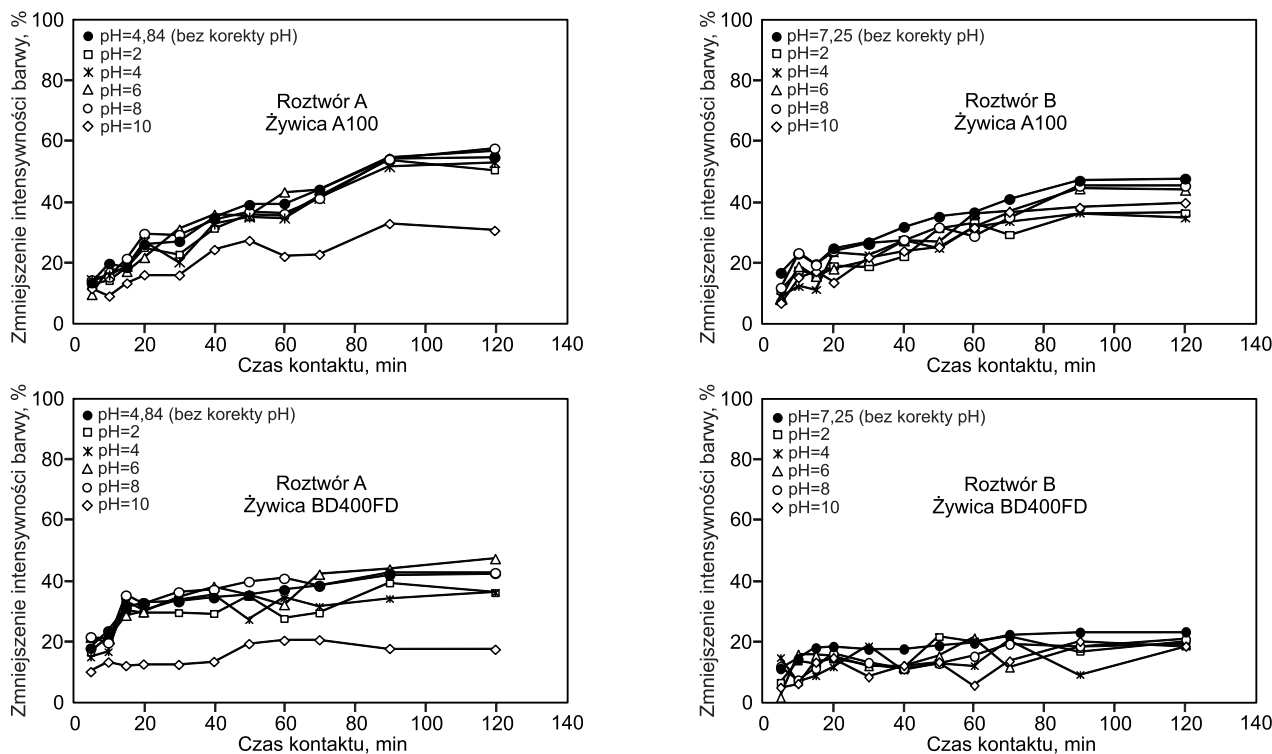 Zmniejszenie intensywności barwy, %
100
80
60
40
20
0
pH=4,84 (bez korekty pH)
pH=2
pH=4
pH=6
pH=8
pH=10
Roztwór A
Żywica A100
0 20 40 60 80 100 120 140
Czas kontaktu, min
Zmniejszenie intensywności barwy, %
100
80
60
40
20
0
pH=7,25 (bez korekty pH)
pH=2
pH=4
pH=6
pH=8
pH=10
Roztwór B
Żywica A100
0 20 40 60 80 100 120 140
Czas kontaktu, min
Zmniejszenie intensywności barwy, %
100
80
60
40
20
0
pH=4,84 (bez korekty pH)
pH=2
pH=4
pH=6
pH=8
pH=10
Roztwór A
Żywica BD400FD
0 20 40 60 80 100 120 140
Czas kontaktu, min
Zmniejszenie intensywności barwy, %
100
80
60
40
20
0
pH=7,25 (bez korekty pH)
pH=2
pH=4
pH=6
pH=8
pH=10
Roztwór B
Żywica BD400FD
0 20 40 60 80 100 120 140
Czas kontaktu, min